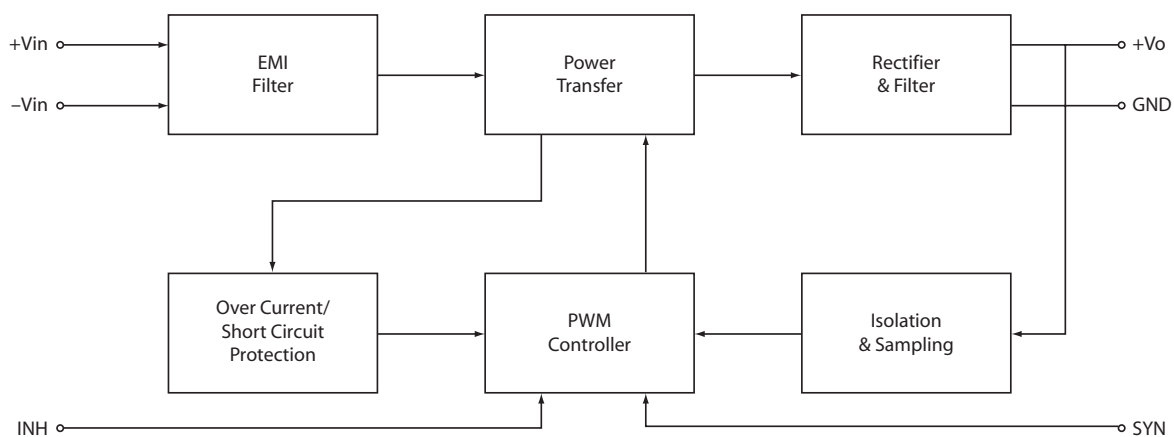 +Vin
–Vin
EMI
Filter
Power
Transfer
Rectifier
& Filter
+Vo
GND
Over Current/
Short Circuit
Protection
PWM
Controller
Isolation
& Sampling
INH
SYN